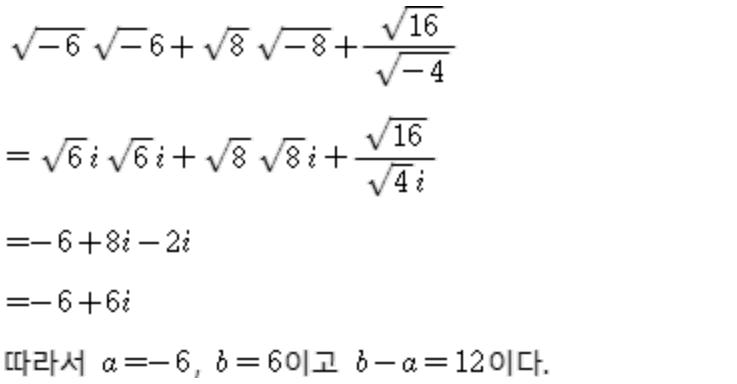 √-6 √-6 + √8 √-8 + √16/√-4
= √6 i √6 i + √8 √8 i + √16/√4 i
=-6+8i-2i
=-6+6i
따라서 a=-6, b=6이고 b-a=12이다.